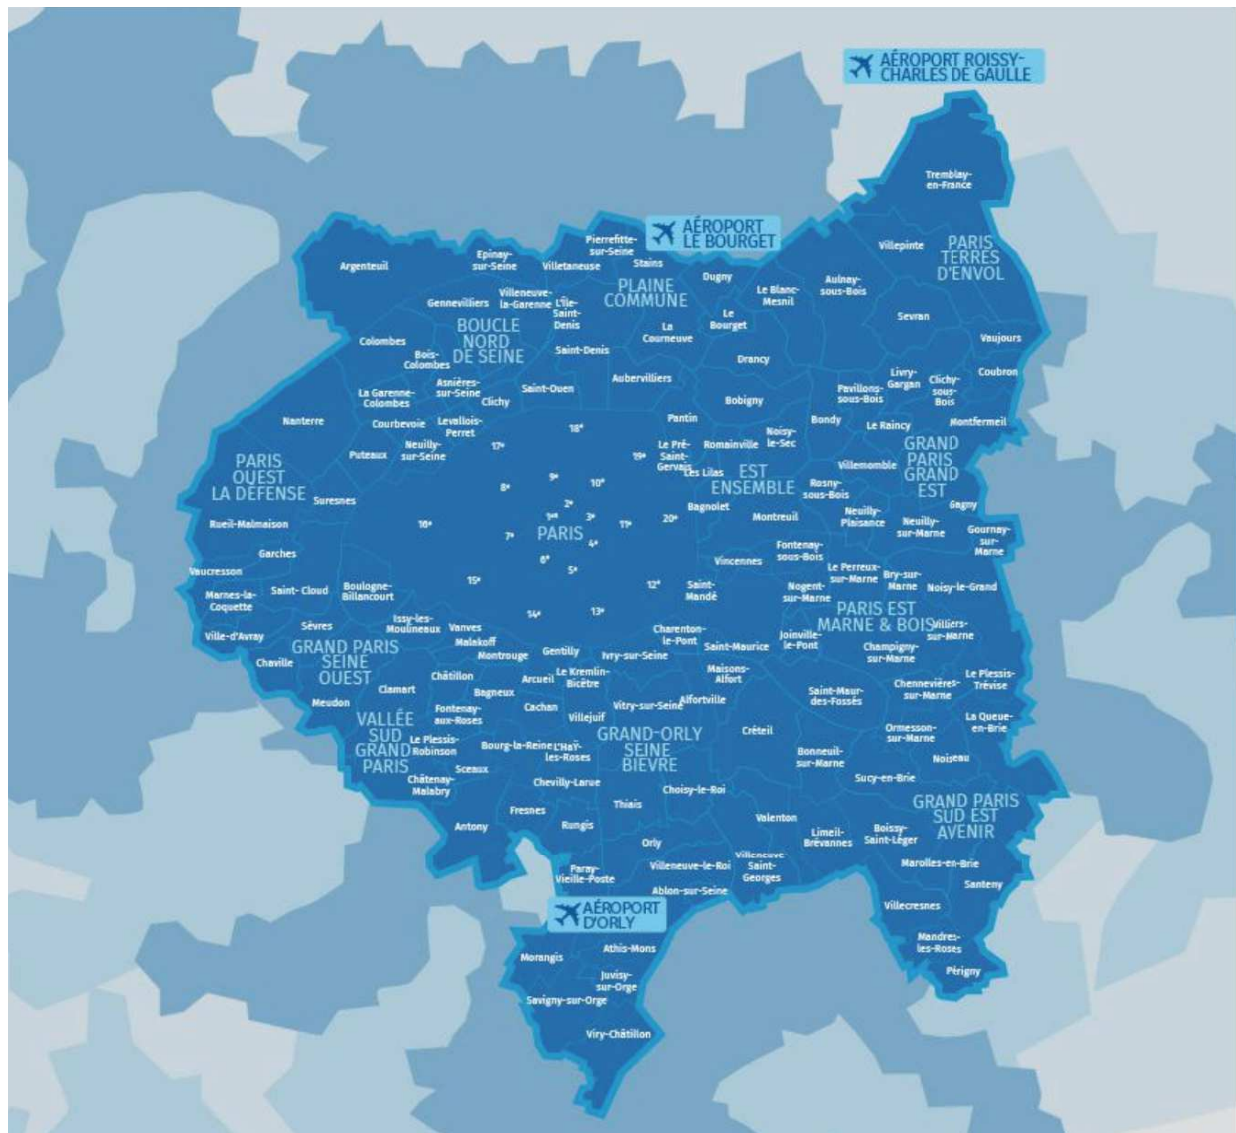 AÉROPORT ROISSY-
CHARLES DE GAULLE
Tremblay-
en-France
AÉROPORT
LE BOURGET
Pierrefitte-
sur-Seine
Villepinte
PARIS
TERRES
D'ENVOL
Argenteuil
Epinay-
sur-Seine
Villetaneuse
Stains
Dugny
Aulnay-
sous-Bois
Gennevilliers
Villeneuve-
la-Garenne
L'Île-
Saint-
Denis
PLAINE
COMMUNE
Le Blanc-
Mesnil
Le
Bourget
Sevran
BOUCLE
NORD
DE SEINE
La
Courneuve
Vaujours
Colombes
Bois-
Colombes
Saint-Denis
Drancy
Coubron
La Garenne-
Colombes
Asnières-
sur-Seine
Clichy
Saint-Ouen
Aubervilliers
Bobigny
Pavillons-
sous-Bois
Livry-
Gargan
Clichy-
sous-
Bois
Nanterre
Courbevoie
Levallois-
Perret
18e
Pantin
Noisy-
le-Sec
Bondy
Le Raincy
Montfermeil
Puteaux
Neuilly-
sur-Seine
17e
19e
Le Pré-
Saint-
Gervais
Romainville
Les Lilas
GRAND
PARIS
GRAND
EST
Villemomble
PARIS
OUEST
LA DÉFENSE
8e
9e
10e
EST
ENSEMBLE
Rosny-
sous-Bois
Suresnes
2e
Bagnolet
Gagny
Rueil-Malmaison
16e
1er
3e
11e
20e
Montreuil
Neuilly-
Plaisance
Neuilly-
sur-Marne
Gournay-
sur-
Marne
7e
PARIS
4e
Garches
6e
5e
Vincennes
Fontenay-
sous-Bois
Vaucresson
15e
12e
Saint-
Mandé
Le Perreux-
sur-Marne
Bry-sur-
Marne
Noisy-le-Grand
Marnes-la-
Coquette
Saint- Cloud
Boulogne-
Billancourt
Nogent-
sur-Marne
14e
13e
PARIS EST
MARNE & BOIS
Villiers-
sur-Marne
Ville-d'Avray
Sèvres
Issy-les-
Moulineaux
Vanves
Malakoff
Charenton-
le-Pont
Joinville-
le-Pont
GRAND PARIS
SEINE
OUEST
Montrouge
Gentilly
Ivry-sur-Seine
Saint-Maurice
Champigny-
sur-Marne
Chaville
Châtillon
Arcueil
Le Kremlin-
Bicêtre
Maisons-
Alfort
Le Plessis-
Trévise
Meudon
Clamart
Bagneux
Chennevières-
sur-Marne
Fontenay-
aux-Roses
Cachan
Villejuif
Vitry-sur-Seine
Alfortville
Saint-Maur-
des-Fossés
La Queue-
en-Brie
VALLÉE
SUD
GRAND
PARIS
Le Plessis-
Robinson
Bourg-la-Reine
L'Haÿ-
les-Roses
GRAND-ORLY
SEINE
BIÈVRE
Créteil
Ormesson-
sur-Marne
Bonneuil-
sur-Marne
Noiseau
Sceaux
Châtenay-
Malabry
Chevilly-Larue
Choisy-le-Roi
Sucy-en-Brie
Fresnes
Thiais
Valenton
GRAND PARIS
SUD EST
AVENIR
Antony
Rungis
Orly
Limeil-
Brévannes
Boissy-
Saint-Léger
Paray-
Vieille-Poste
Villeneuve-le-Roi
Villeneuve
Saint-
Georges
Marolles-en-Brie
Ablon-sur-Seine
Santeny
AÉROPORT
D'ORLY
Villecresnes
Morangis
Athis-Mons
Mandres-
les-Roses
Juvisy-
sur-Orge
Périgny
Savigny-sur-Orge
Viry-Châtillon